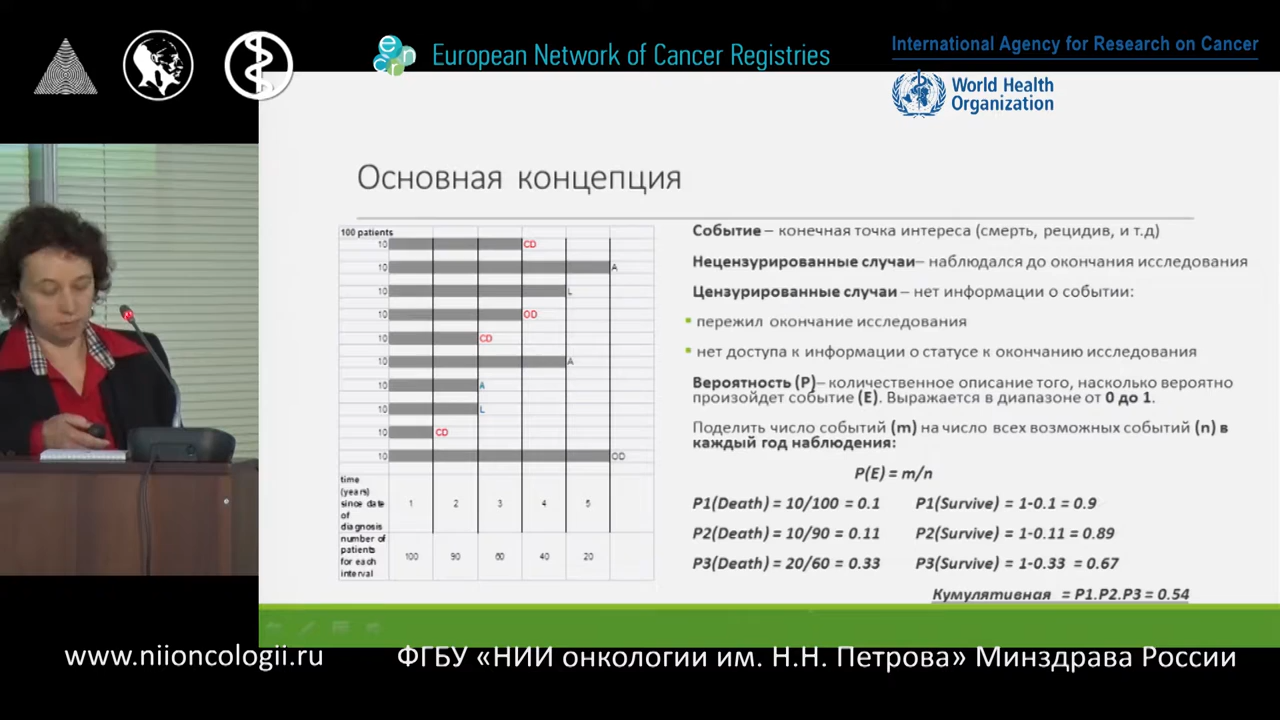 European Network of Cancer Registries
International Agency for Research on Cancer
World Health
Organization
Основная концепция
100 patients
10 CD
10 A
10 L
10 OD
10 CD
10 A
10 A
10 L
10 CD
10 OD
time
(years)
since date
of
diagnosis
1 2 3 4 5
number of
patients
for each
interval
100 90 60 40 20
Событие – конечная точка интереса (смерть, рецидив, и т.д)
Нецензурированные случаи– наблюдался до окончания исследования
Цензурированные случаи – нет информации о событии:
пережил окончание исследования
нет доступа к информации о статусе к окончанию исследования
Вероятность (P)– количественное описание того, насколько вероятно
произойдет событие (E). Выражается в диапазоне от 0 до 1.
Поделить число событий (m) на число всех возможных событий (n) в
каждый год наблюдения:
P(E) = m/n
P1(Death) = 10/100 = 0.1 P1(Survive) = 1-0.1 = 0.9
P2(Death) = 10/90 = 0.11 P2(Survive) = 1-0.11 = 0.89
P3(Death) = 20/60 = 0.33 P3(Survive) = 1-0.33 = 0.67
Кумулятивная = P1.P2.P3 = 0.54
www.niioncologii.ru ФГБУ «НИИ онкологии им. Н.Н. Петрова» Минздрава России